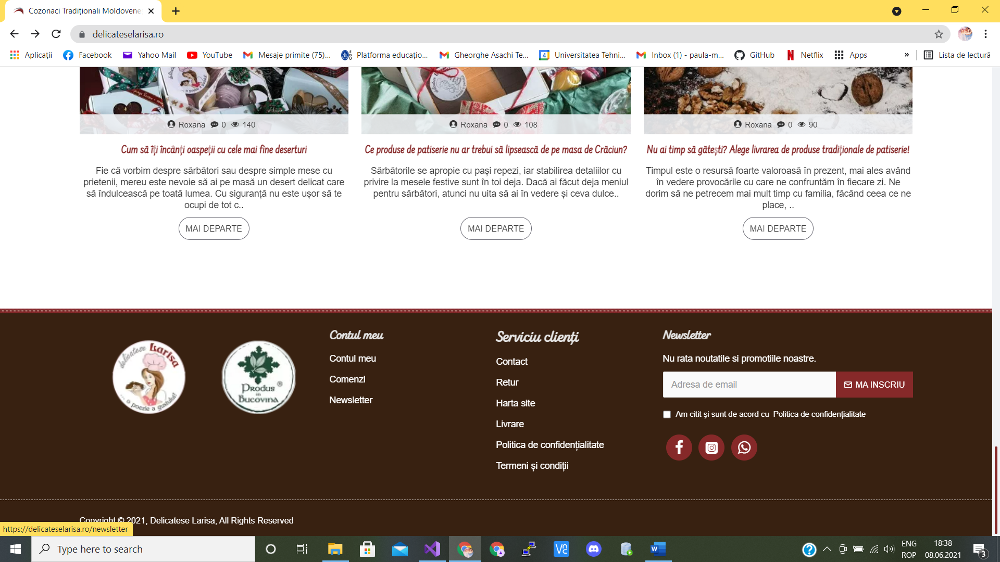 Cozonaci Tradiționali Moldovene
delicateselarisa.ro
Aplicații
Facebook
Yahoo Mail
YouTube
Mesaje primite (75)...
Platforma educațio...
Gheorghe Asachi Te...
Universitatea Tehni...
Inbox (1) - paula-m...
GitHub
Netflix
Apps
»
Lista de lectură
Roxana 0 140
Roxana 0 108
Roxana 0 90
Cum să îți încânți oaspeții cu cele mai fine deserturi
Fie că vorbim despre sărbători sau despre simple mese cu
prietenii, mereu este nevoie să ai pe masă un desert delicat care
să îndulcească pe toată lumea. Cu siguranță nu este ușor să te
ocupi de tot c..
MAI DEPARTE
Ce produse de patiserie nu ar trebui să lipsească de pe masa de Crăciun?
Sărbătorile se apropie cu pași repezi, iar stabilirea detaliilor cu
privire la mesele festive sunt în toi deja. Dacă ai făcut deja meniul
pentru sărbători, atunci nu uita să ai în vedere și ceva dulce..
MAI DEPARTE
Nu ai timp să gătești? Alege livrarea de produse tradiționale de patiserie!
Timpul este o resursă foarte valoroasă în prezent, mai ales având
în vedere provocările cu care ne confruntăm în fiecare zi. Ne
dorim să ne petrecem mai mult timp cu familia, făcând ceea ce ne
place, ..
MAI DEPARTE
delicatese Larisa
... o poezie a gustului!
Produs ®
în
Bucovina
Contul meu
Contul meu
Comenzi
Newsletter
Serviciu clienți
Contact
Retur
Harta site
Livrare
Politica de confidențialitate
Termeni și condiții
Newsletter
Nu rata noutatile si promotiile noastre.
Adresa de email
MA INSCRIU
Am citit şi sunt de acord cu Politica de confidențialitate
Copyright © 2021, Delicatese Larisa, All Rights Reserved
https://delicateselarisa.ro/newsletter
Type here to search
ENG
ROP
18:38
08.06.2021
3